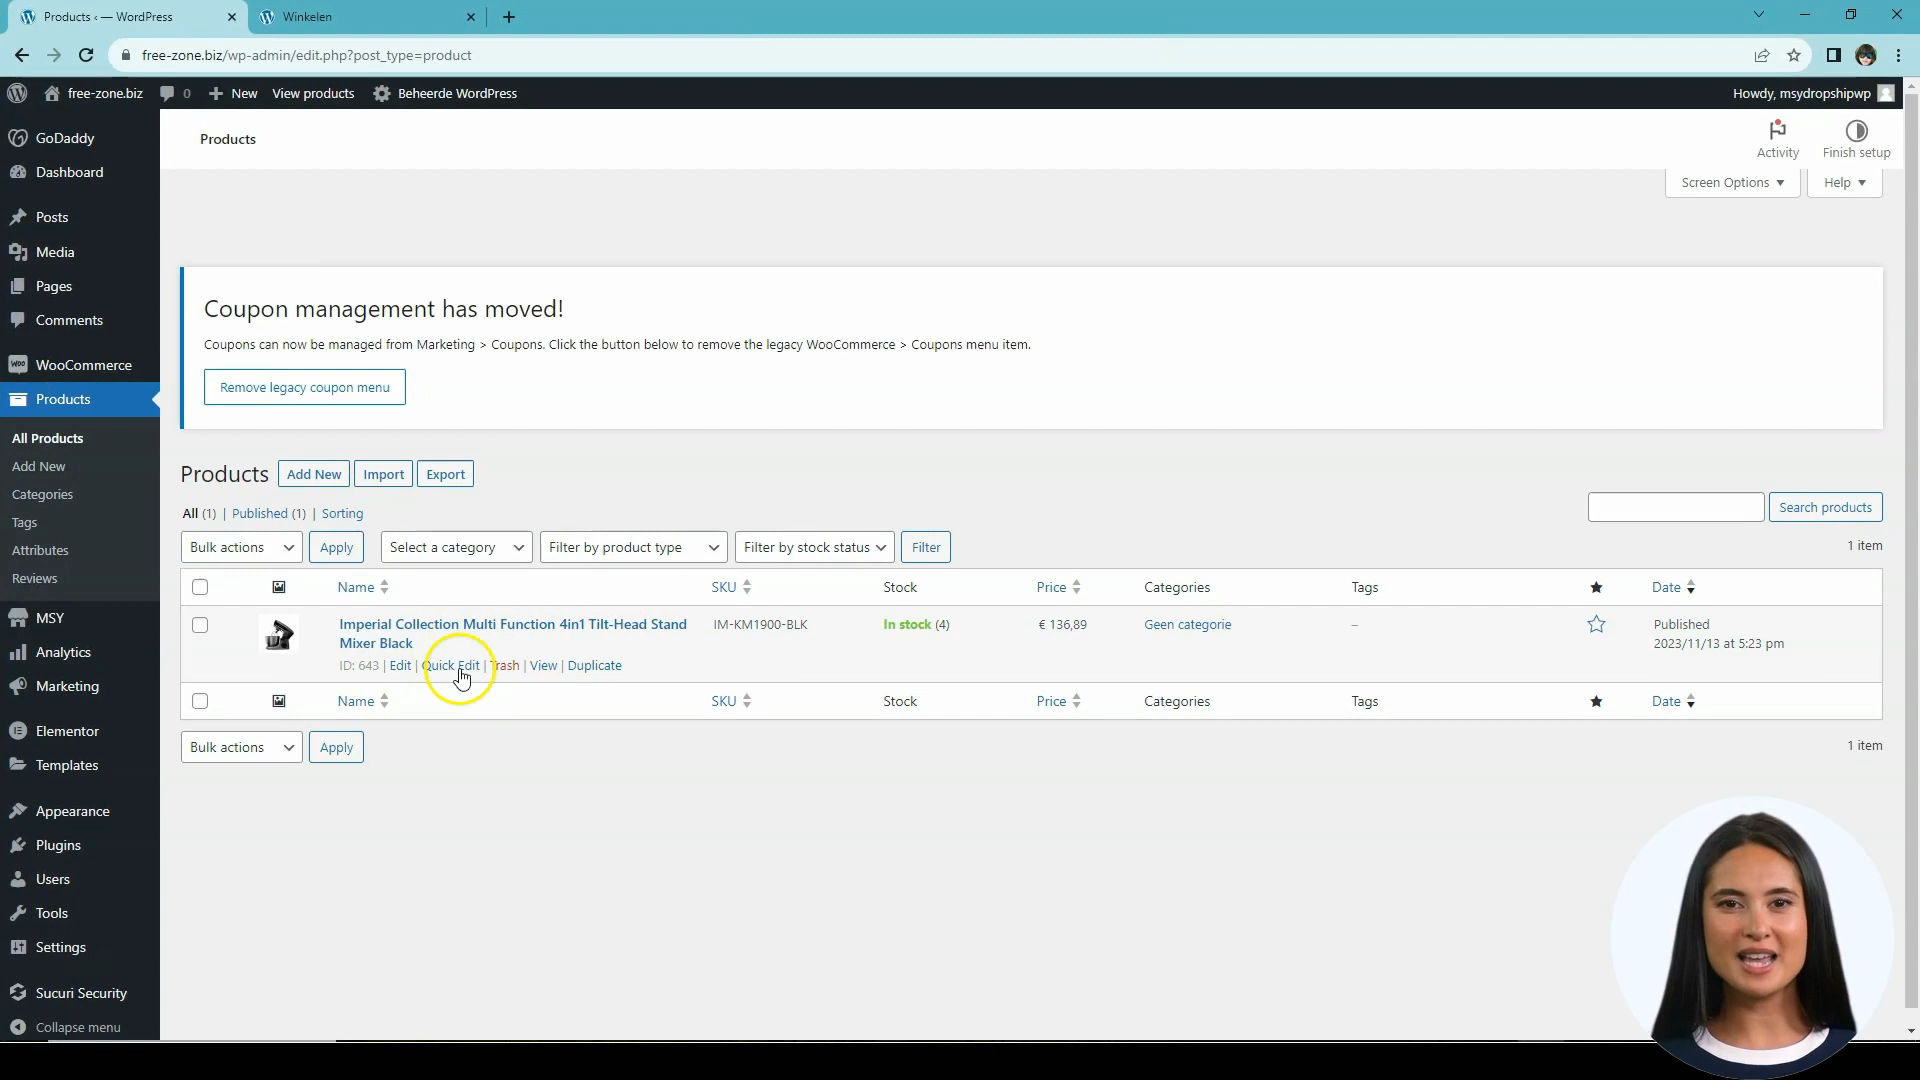 Products ‹ — WordPress
Winkelen
free-zone.biz/wp-admin/edit.php?post_type=product
free-zone.biz 0 New View products Beheerde WordPress Howdy, msydropshipwp
GoDaddy
Dashboard
Posts
Media
Pages
Comments
WooCommerce
Products
All Products
Add New
Categories
Tags
Attributes
Reviews
MSY
Analytics
Marketing
Elementor
Templates
Appearance
Plugins
Users
Tools
Settings
Sucuri Security
Collapse menu
Products
Activity Finish setup
Screen Options Help
Coupon management has moved!
Coupons can now be managed from Marketing > Coupons. Click the button below to remove the legacy WooCommerce > Coupons menu item.
Remove legacy coupon menu
Products Add New Import Export
All (1) | Published (1) | Sorting
Search products
Bulk actions Apply Select a category Filter by product type Filter by stock status Filter
1 item
Name SKU Stock Price Categories Tags Date
Imperial Collection Multi Function 4in1 Tilt-Head Stand IM-KM1900-BLK In stock (4) € 136,89 Geen categorie – Published
Mixer Black 2023/11/13 at 5:23 pm
ID: 643 | Edit | Quick Edit | Trash | View | Duplicate
Name SKU Stock Price Categories Tags Date
Bulk actions Apply
1 item